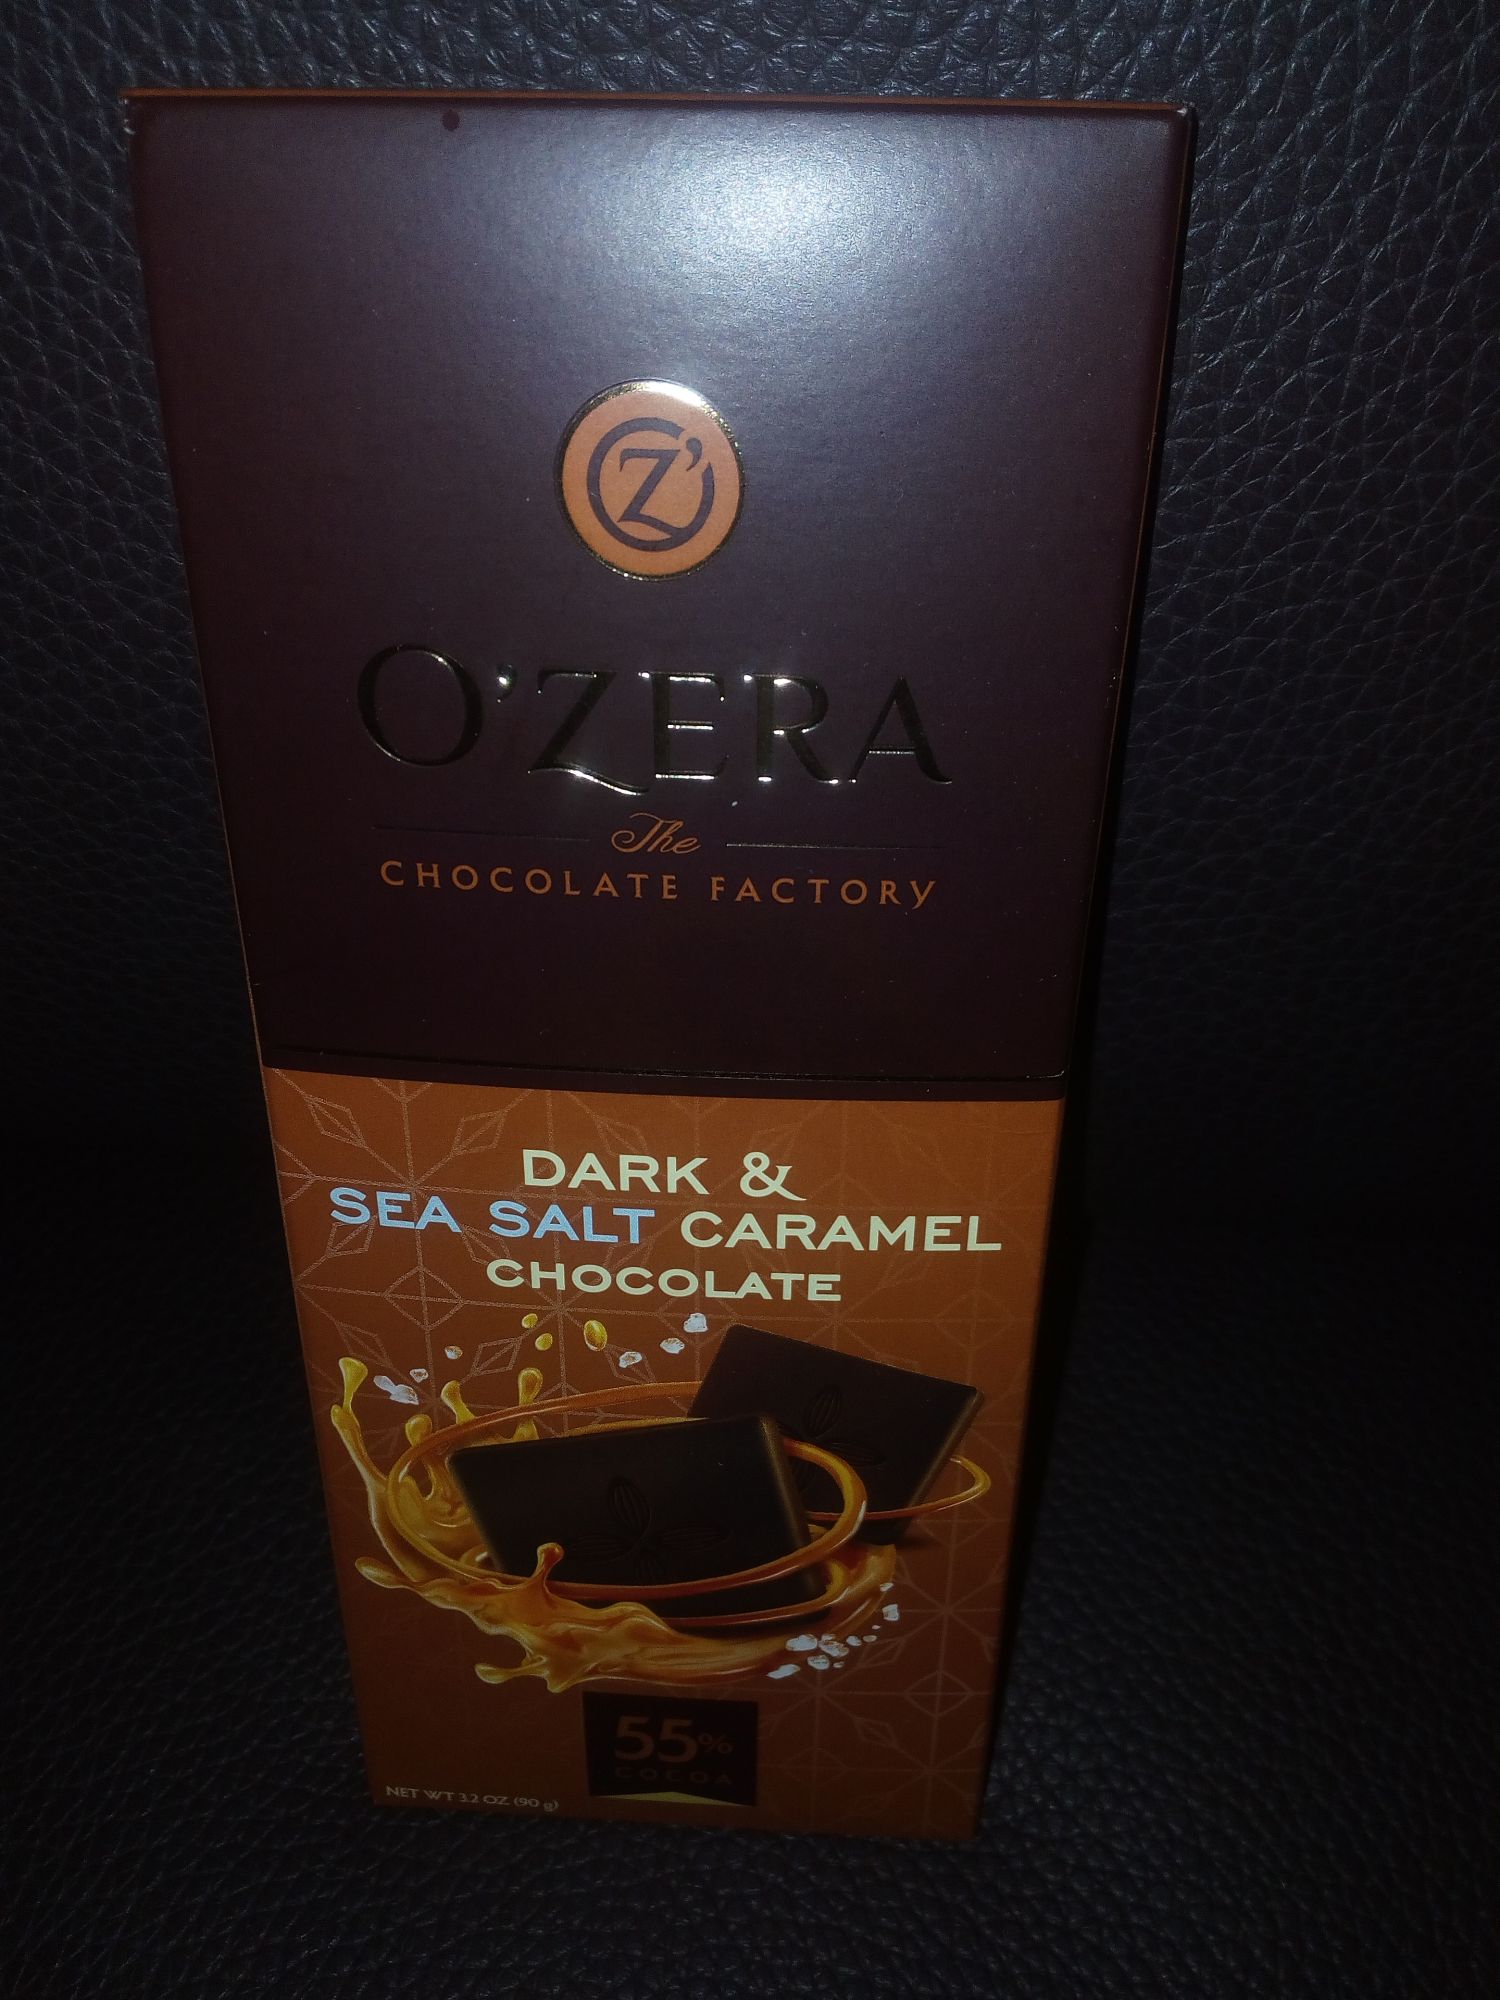 Z'
O'ZERA
The
CHOCOLATE FACTORY
DARK &
SEA SALT CARAMEL
CHOCOLATE
55%
COCOA
NET WT 3.2 OZ (90 g)